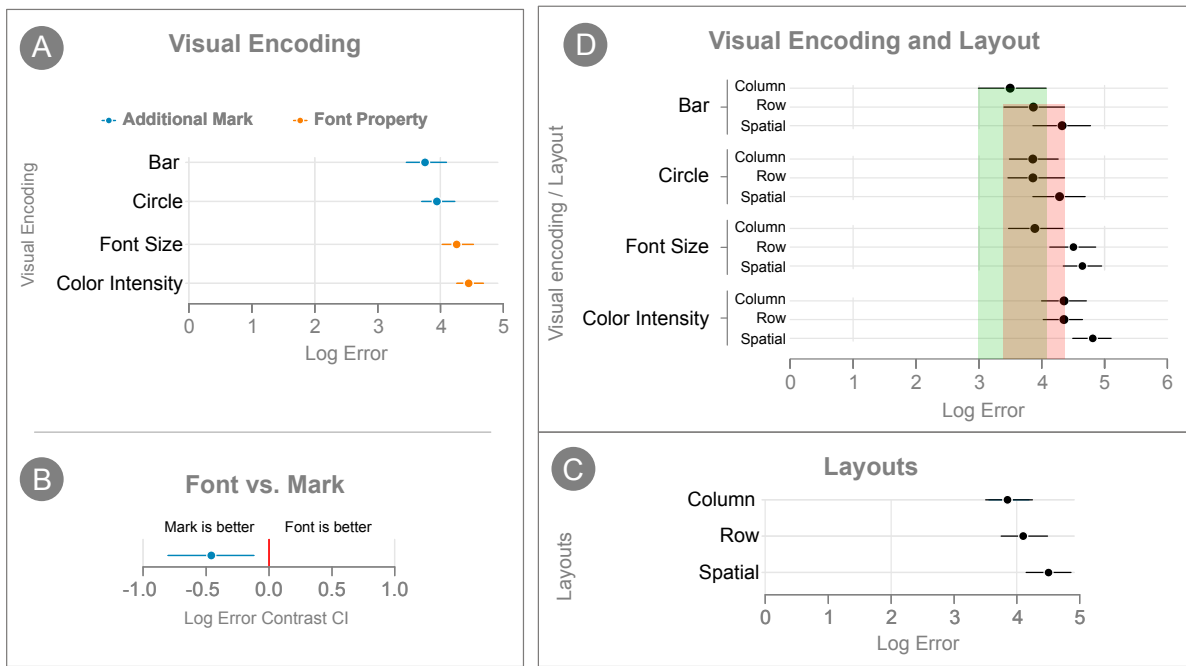 A
Visual Encoding
Additional Mark
Font Property
Visual Encoding
Bar
Circle
Font Size
Color Intensity
0 1 2 3 4 5
Log Error
B
Font vs. Mark
Mark is better
Font is better
-1.0 -0.5 0.0 0.5 1.0
Log Error Contrast CI
D
Visual Encoding and Layout
Visual encoding / Layout
Bar
Column
Row
Spatial
Circle
Column
Row
Spatial
Font Size
Column
Row
Spatial
Color Intensity
Column
Row
Spatial
0 1 2 3 4 5 6
Log Error
C
Layouts
Layouts
Column
Row
Spatial
0 1 2 3 4 5
Log Error